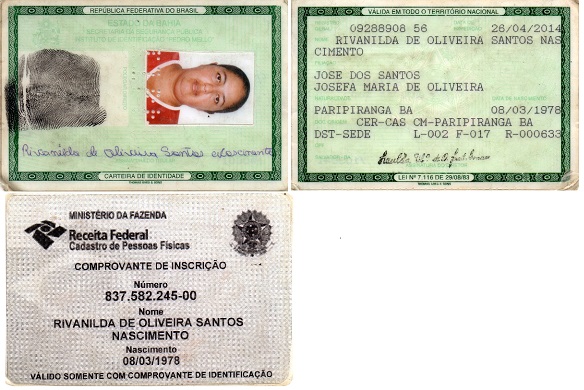 REPÚBLICA FEDERATIVA DO BRASIL
ESTADO DA BAHIA
SECRETARIA DA SEGURANÇA PÚBLICA
INSTITUTO DE IDENTIFICAÇÃO PEDRO MELLO
Rivanilda de Oliveira Santos Nascimento
CARTEIRA DE IDENTIDADE
VÁLIDA EM TODO O TERRITÓRIO NACIONAL
09288908 56 26/04/2014
RIVANILDA DE OLIVEIRA SANTOS NAS
CIMENTO
JOSE DOS SANTOS
JOSEFA MARIA DE OLIVEIRA
PARIPIRANGA BA 08/03/1978
CER-CAS CM-PARIPIRANGA BA
DST-SEDE L-002 F-017 R-000633
LEI Nº 7.116 DE 29/08/83
MINISTÉRIO DA FAZENDA
Receita Federal
Cadastro de Pessoas Físicas
COMPROVANTE DE INSCRIÇÃO
Número
837.582.245-00
Nome
RIVANILDA DE OLIVEIRA SANTOS
NASCIMENTO
Nascimento
08/03/1978
VÁLIDO SOMENTE COM COMPROVANTE DE IDENTIFICAÇÃO